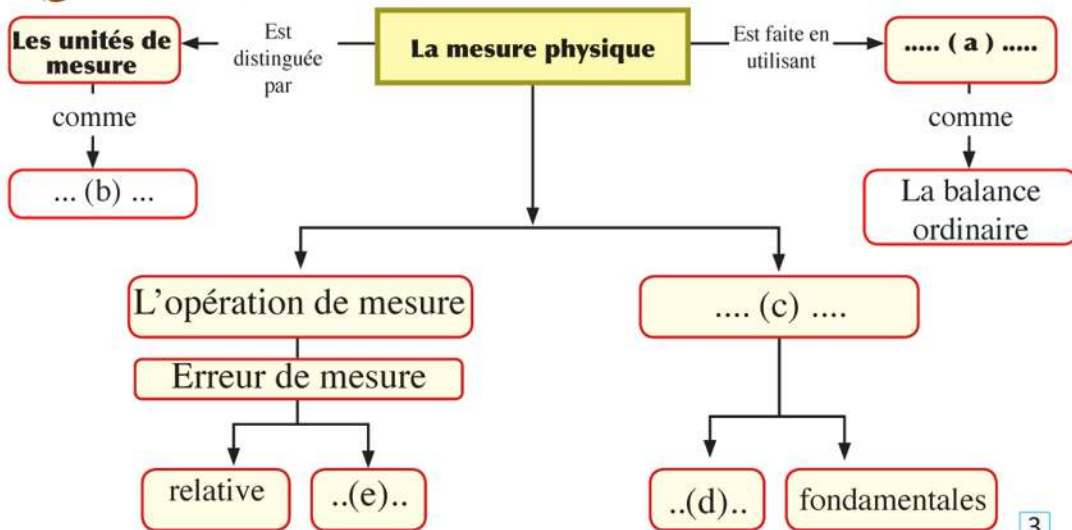 Les unités de
mesure
Est
distinguée
par
La mesure physique
Est faite en
utilisant
..... ( a ) .....
comme
comme
... (b) ...
La balance
ordinaire
L’opération de mesure
.... (c) ....
Erreur de mesure
relative
..(e)..
..(d)..
fondamentales
3